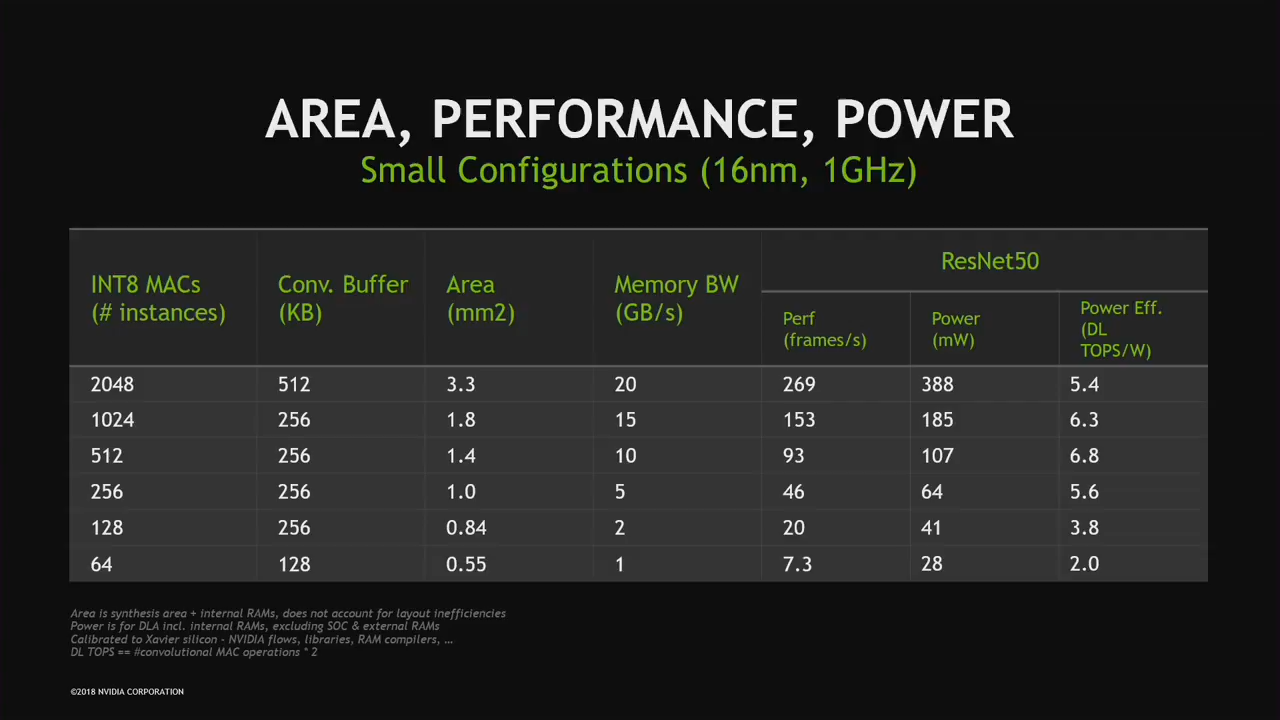 AREA, PERFORMANCE, POWER
Small Configurations (16nm, 1GHz)
INT8 MACs
(# instances)
Conv. Buffer
(KB)
Area
(mm2)
Memory BW
(GB/s)
ResNet50
Perf
(frames/s)
Power
(mW)
Power Eff.
(DL
TOPS/W)
2048 512 3.3 20 269 388 5.4
1024 256 1.8 15 153 185 6.3
512 256 1.4 10 93 107 6.8
256 256 1.0 5 46 64 5.6
128 256 0.84 2 20 41 3.8
64 128 0.55 1 7.3 28 2.0
Area is synthesis area + internal RAMs, does not account for layout inefficiencies
Power is for DLA incl. internal RAMs, excluding SOC & external RAMs
Calibrated to Xavier silicon - NVIDIA flows, libraries, RAM compilers, …
DL TOPS == #convolutional MAC operations * 2
©2018 NVIDIA CORPORATION